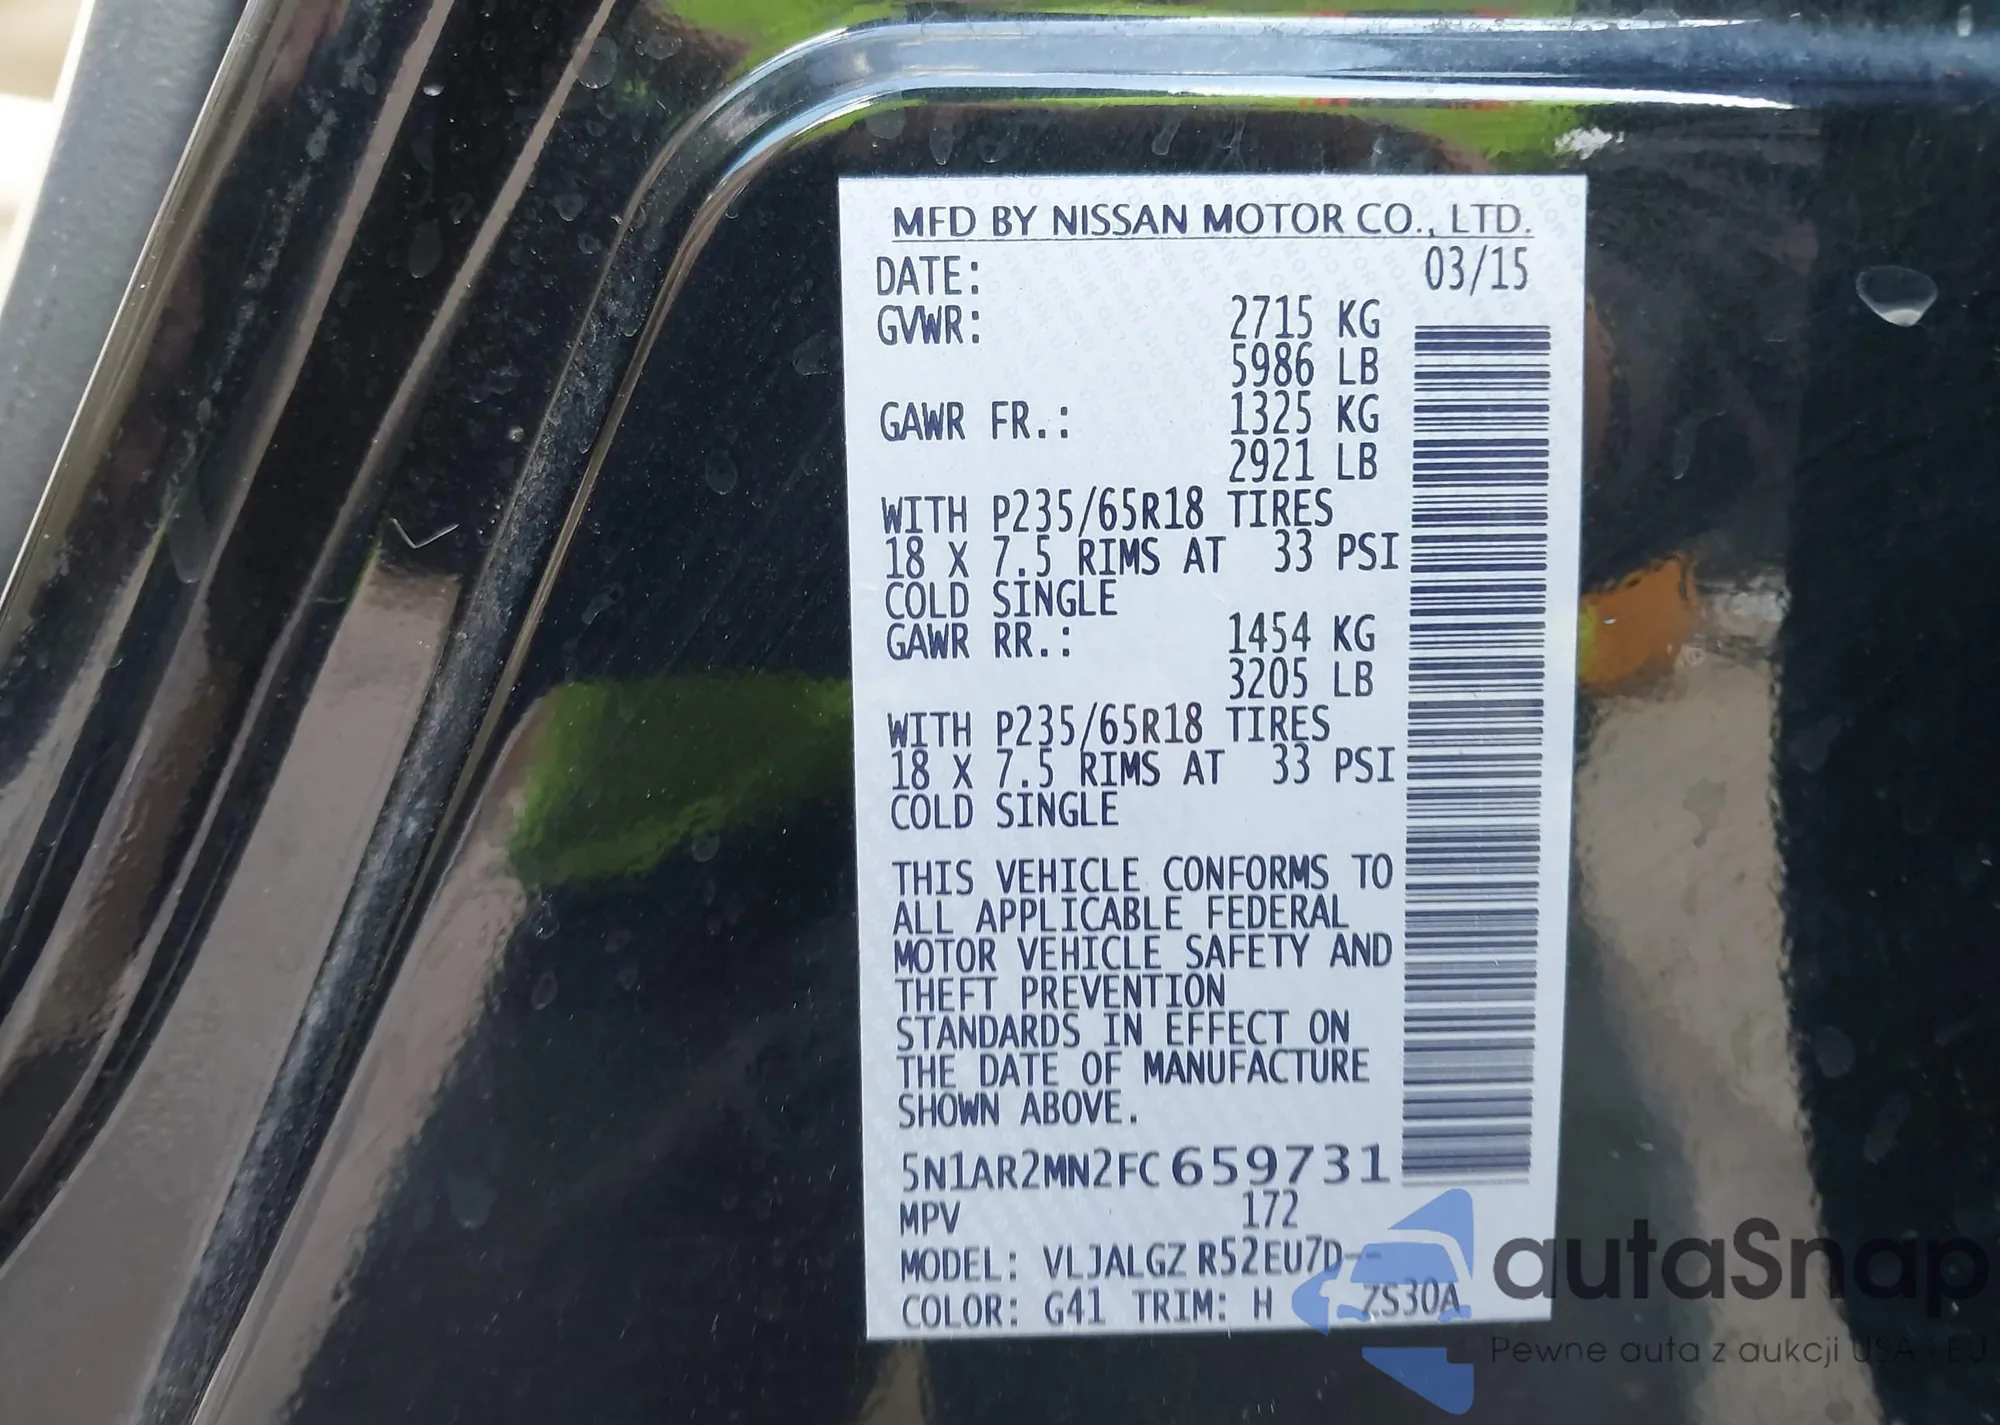 MFD BY NISSAN MOTOR CO., LTD.
DATE: 03/15
GVWR: 2715 KG
5986 LB
GAWR FR.: 1325 KG
2921 LB
WITH P235/65R18 TIRES
18 X 7.5 RIMS AT 33 PSI
COLD SINGLE
GAWR RR.: 1454 KG
3205 LB
WITH P235/65R18 TIRES
18 X 7.5 RIMS AT 33 PSI
COLD SINGLE
THIS VEHICLE CONFORMS TO
ALL APPLICABLE FEDERAL
MOTOR VEHICLE SAFETY AND
THEFT PREVENTION
STANDARDS IN EFFECT ON
THE DATE OF MANUFACTURE
SHOWN ABOVE.
5N1AR2MN2FC659731
MPV 172
MODEL: VLJALGZ R52EU7D--
COLOR: G41 TRIM: H ZS30A
autaSnap
Pewne auta z aukcji USA i EU